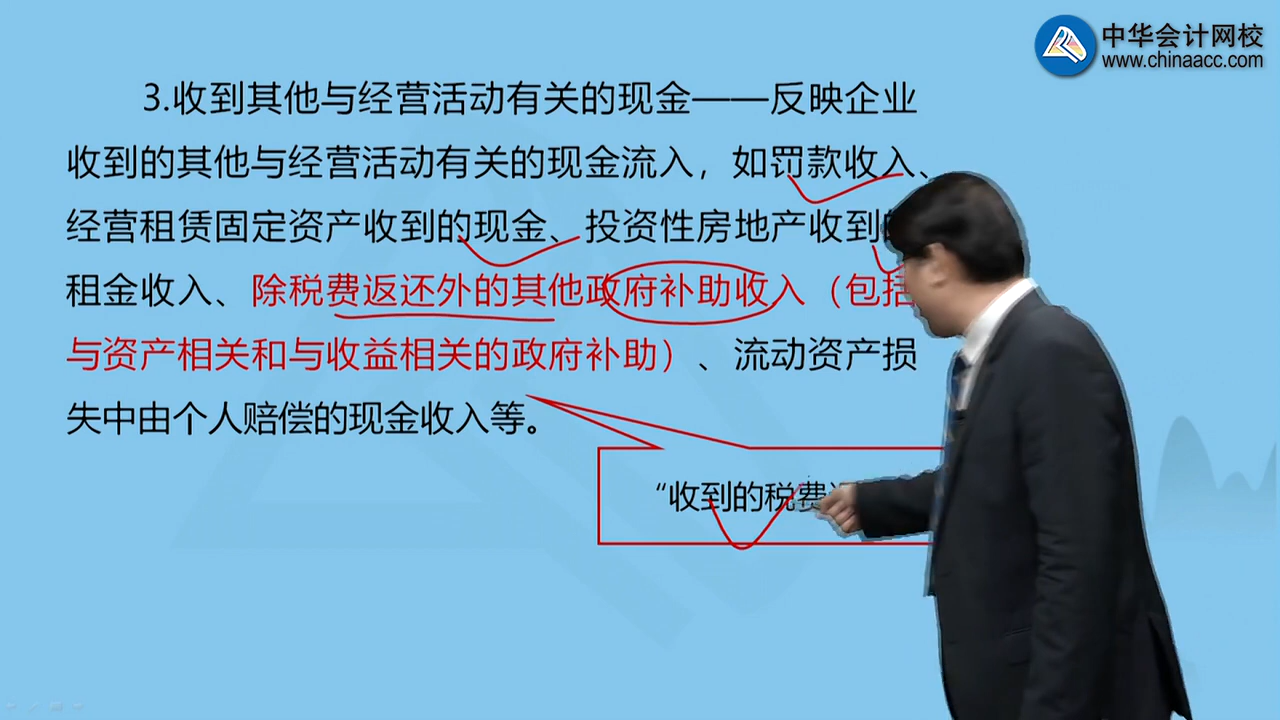 中华会计网校
www.chinaacc.com
3.收到其他与经营活动有关的现金——反映企业
收到的其他与经营活动有关的现金流入，如罚款收入、
经营租赁固定资产收到的现金、投资性房地产收到
租金收入、除税费返还外的其他政府补助收入（包括
与资产相关和与收益相关的政府补助）、流动资产损
失中由个人赔偿的现金收入等。
“收到的税费